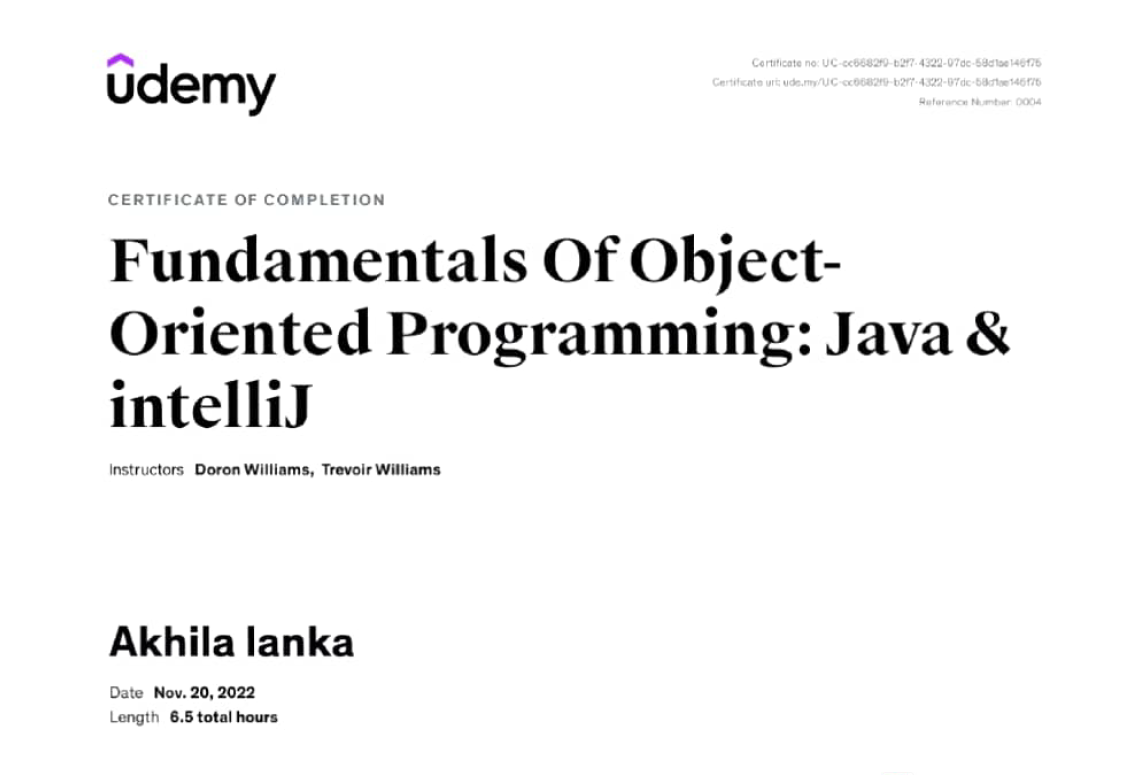 udemy
Certificate no: UC-cc6682f9-b2f7-4322-97dc-58d1ae146f75
Certificate url: ude.my/UC-cc6682f9-b2f7-4322-97dc-58d1ae146f75
Reference Number: 0004
CERTIFICATE OF COMPLETION
Fundamentals Of Object-
Oriented Programming: Java &
intelliJ
Instructors Doron Williams, Trevoir Williams
Akhila lanka
Date Nov. 20, 2022
Length 6.5 total hours